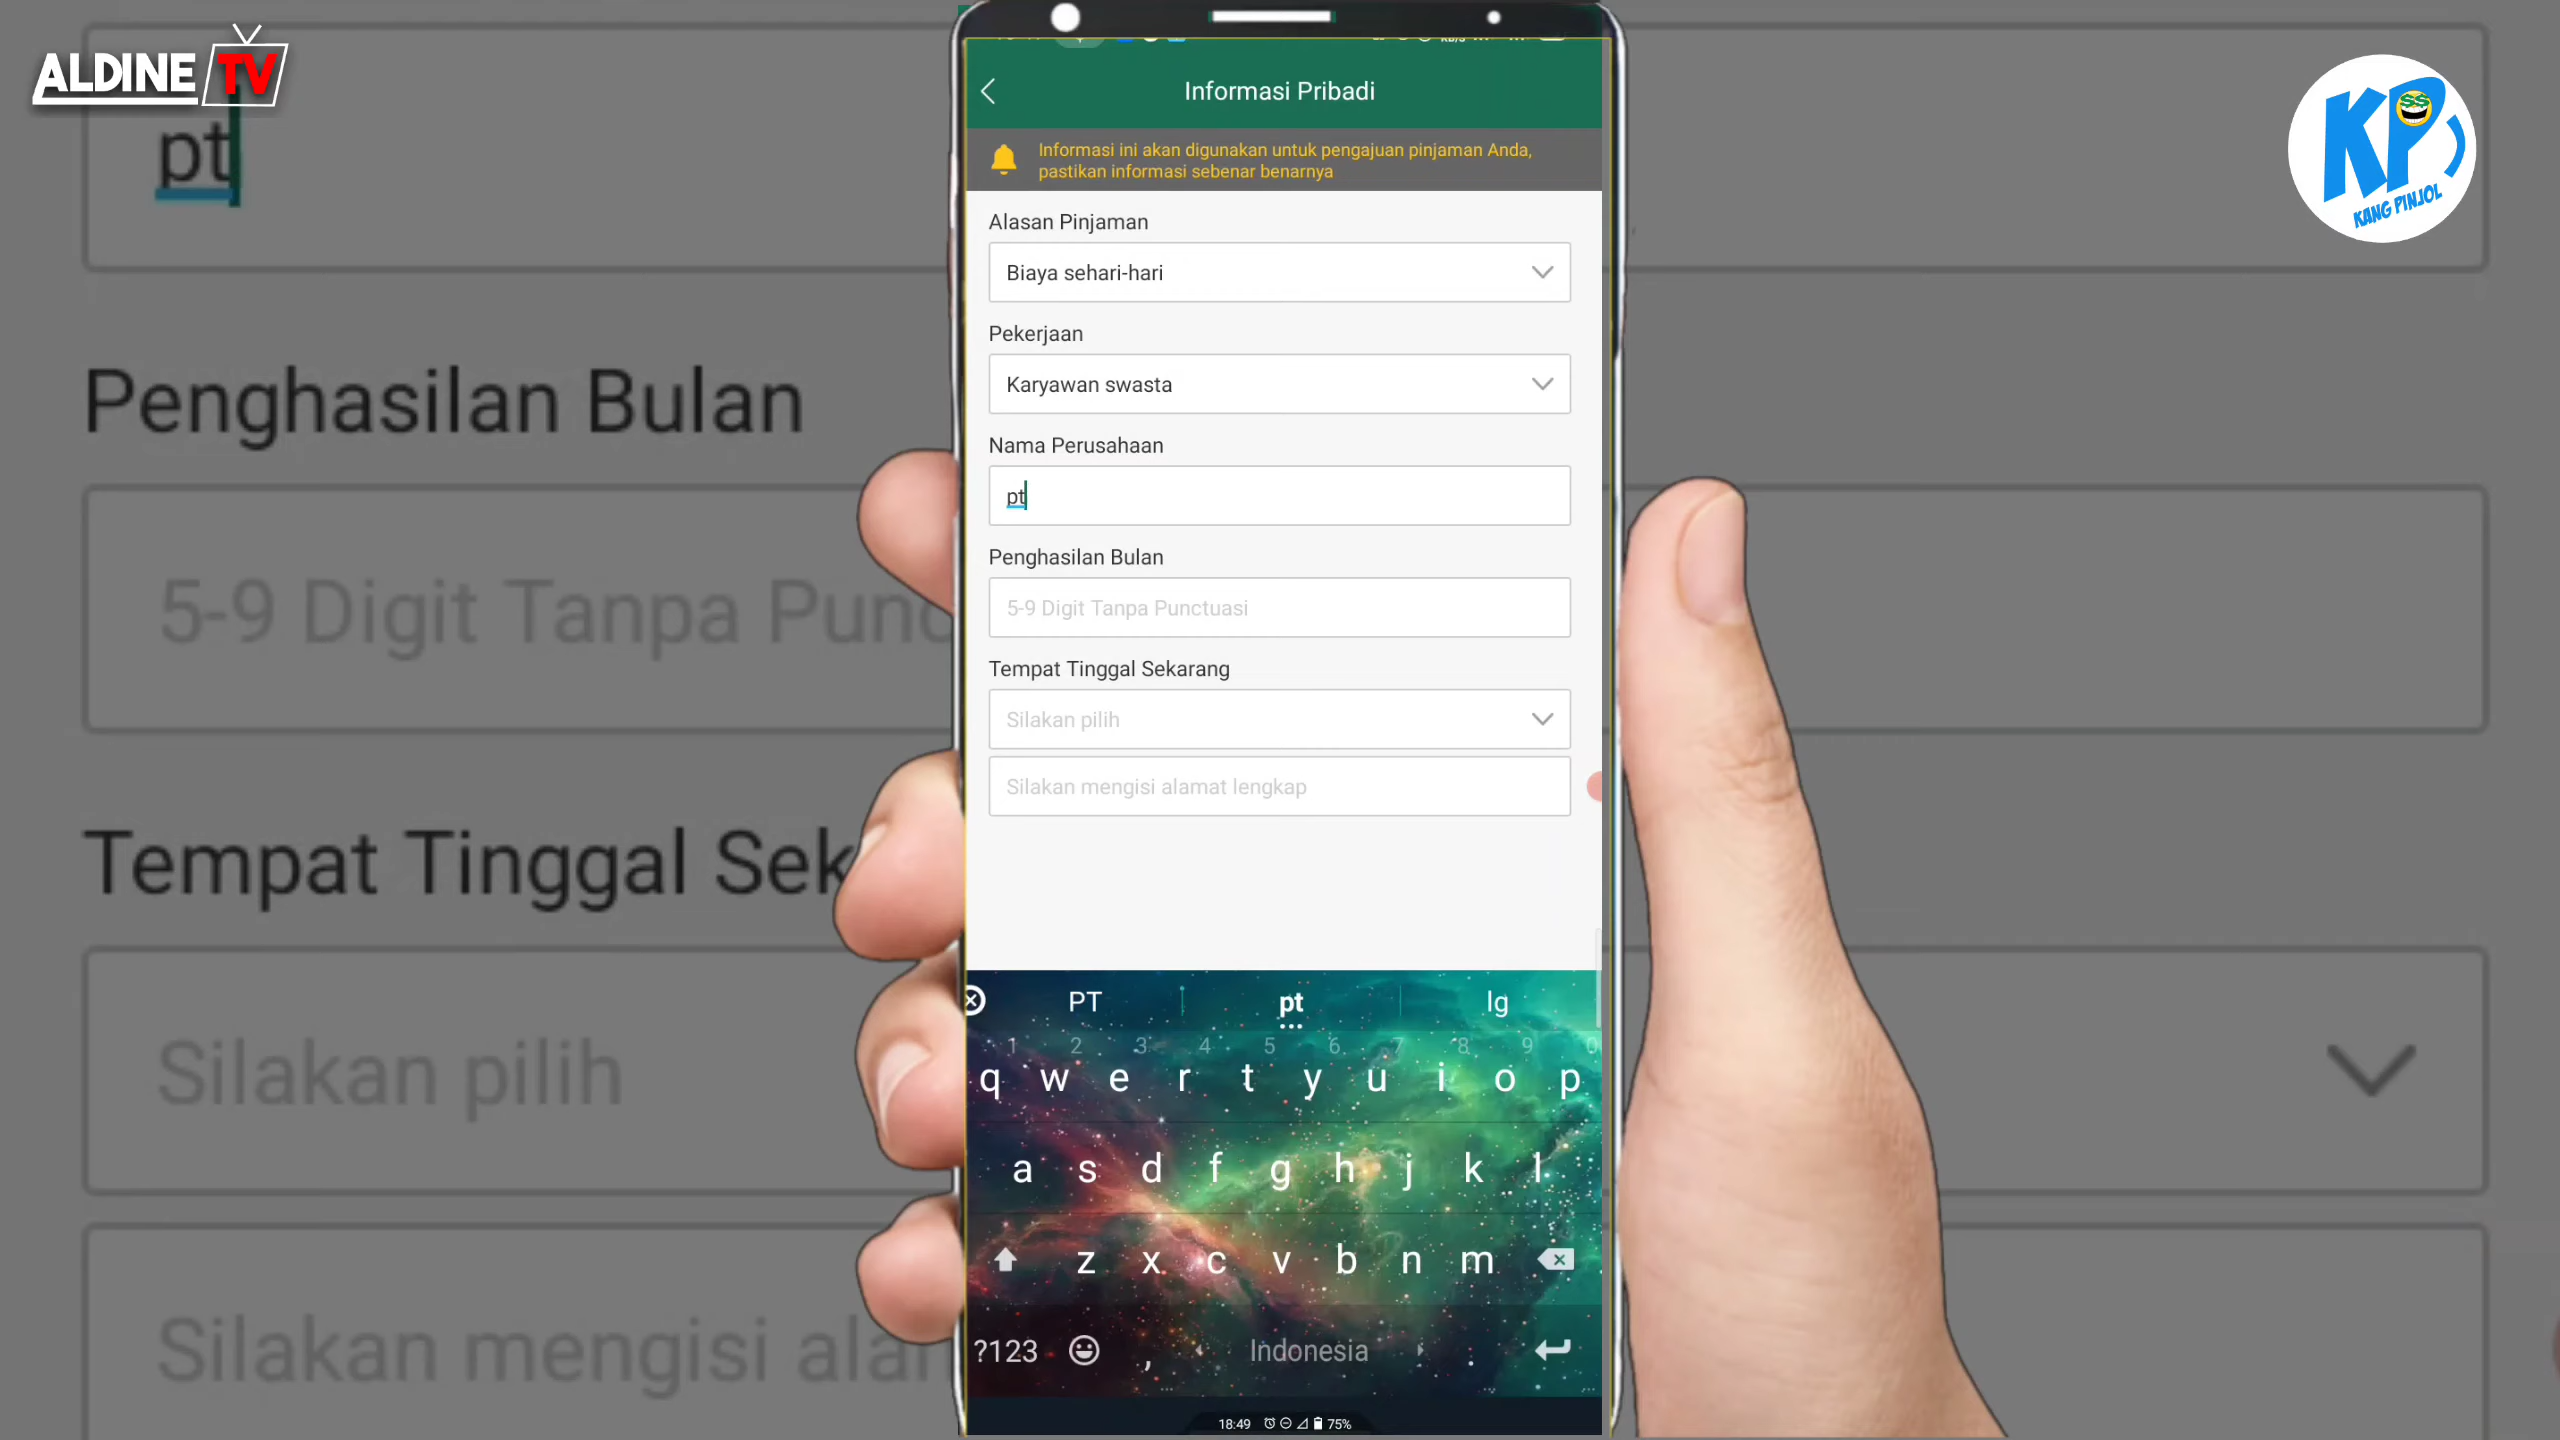 ALDINE TV
KP
KANG PINJOL
Informasi Pribadi
Informasi ini akan digunakan untuk pengajuan pinjaman Anda,
pastikan informasi sebenar benarnya
Alasan Pinjaman
Biaya sehari-hari
Pekerjaan
Karyawan swasta
Nama Perusahaan
pt
Penghasilan Bulan
5-9 Digit Tanpa Punctuasi
Tempat Tinggal Sekarang
Silakan pilih
Silakan mengisi alamat lengkap
PT pt lg
1 2 3 4 5 6 7 8 9 0
q w e r t y u i o p
a s d f g h j k l
z x c v b n m
?123 , Indonesia .
18:49 75%
pt
Penghasilan Bulan
5-9 Digit Tanpa Punc
Tempat Tinggal Sek
Silakan pilih
Silakan mengisi alam